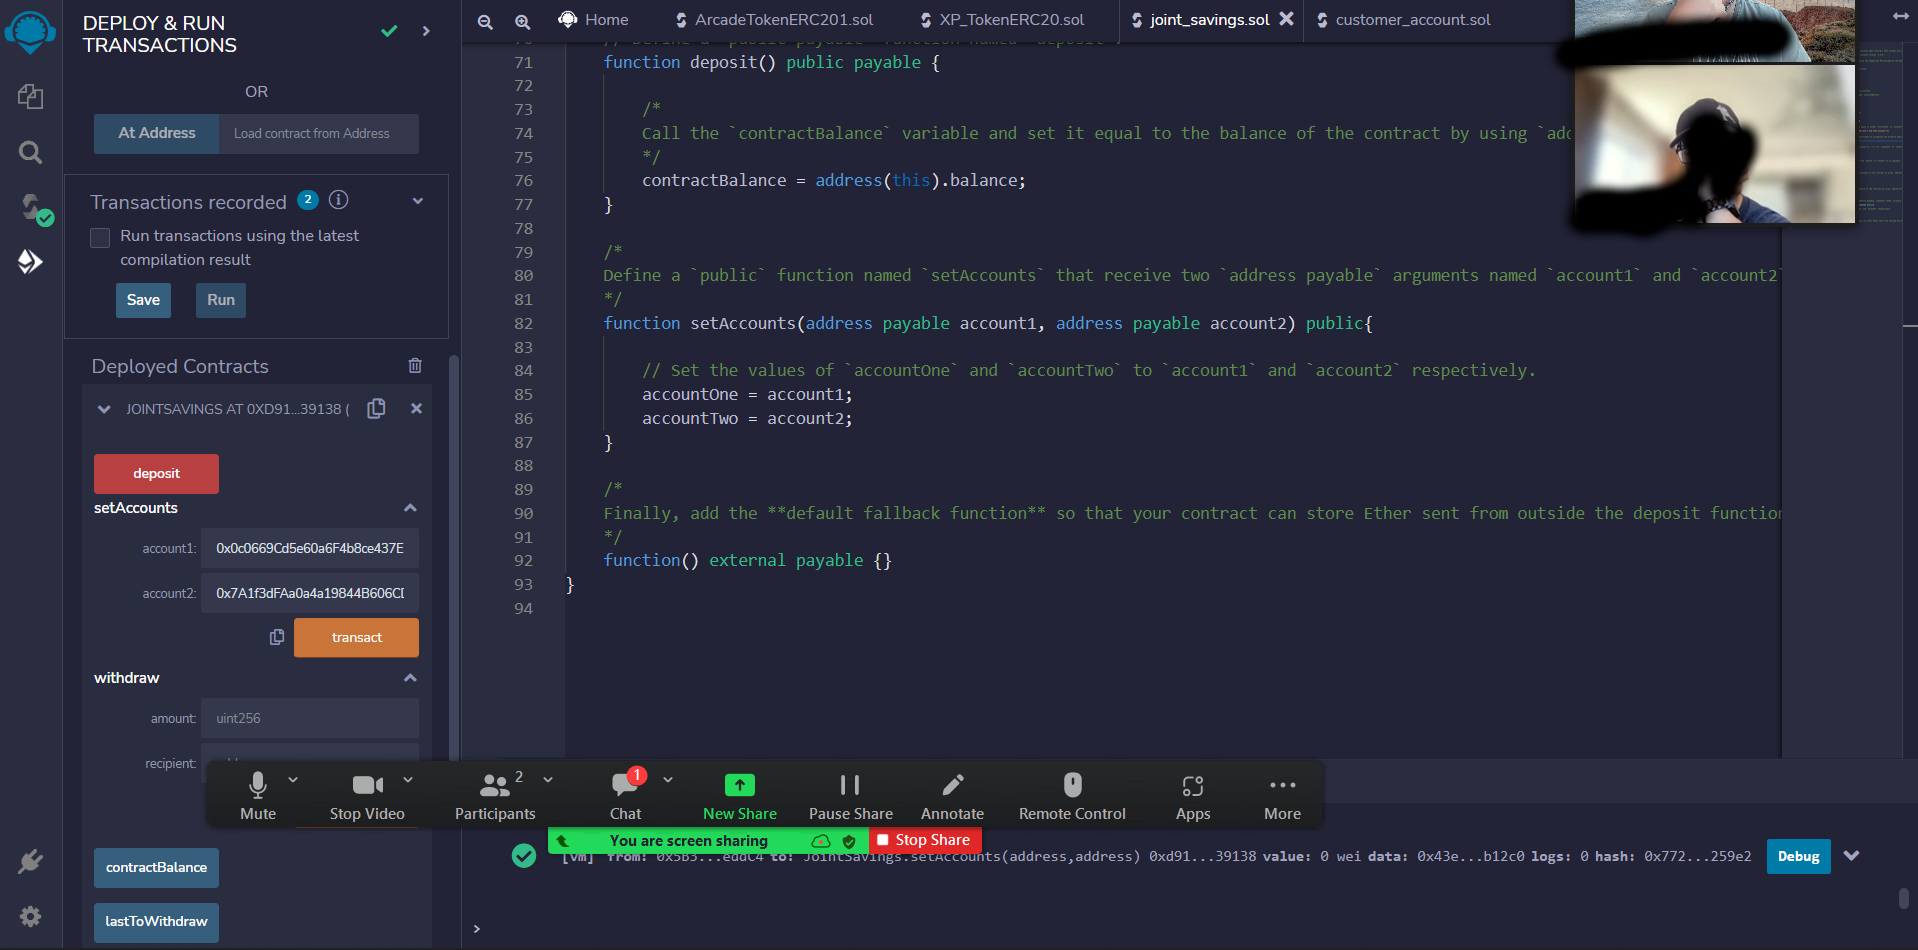 DEPLOY & RUN
TRANSACTIONS
OR
At Address
Load contract from Address
Transactions recorded 2
Run transactions using the latest
compilation result
Save
Run
Deployed Contracts
JOINTSAVINGS AT 0XD91...39138 (
deposit
setAccounts
account1: 0x0c0669Cd5e60a6F4b8ce437E
account2: 0x7A1f3dFAa0a4a19844B606CD
transact
withdraw
amount: uint256
recipient:
contractBalance
lastToWithdraw
Home
ArcadeTokenERC201.sol
XP_TokenERC20.sol
joint_savings.sol
customer_account.sol
70 // Define a `public payable` function named `deposit`.
71 function deposit() public payable {
72
73 /*
74 Call the `contractBalance` variable and set it equal to the balance of the contract by using `add
75 */
76 contractBalance = address(this).balance;
77 }
78
79 /*
80 Define a `public` function named `setAccounts` that receive two `address payable` arguments named `account1` and `account2`
81 */
82 function setAccounts(address payable account1, address payable account2) public{
83
84 // Set the values of `accountOne` and `accountTwo` to `account1` and `account2` respectively.
85 accountOne = account1;
86 accountTwo = account2;
87 }
88
89 /*
90 Finally, add the **default fallback function** so that your contract can store Ether sent from outside the deposit function
91 */
92 function() external payable {}
93 }
94
Mute
Stop Video
Participants 2
Chat 1
New Share
Pause Share
Annotate
Remote Control
Apps
More
You are screen sharing
Stop Share
[vm] from: 0x5B3...eddC4 to: JointSavings.setAccounts(address,address) 0xd91...39138 value: 0 wei data: 0x43e...b12c0 logs: 0 hash: 0x772...259e2
Debug
>